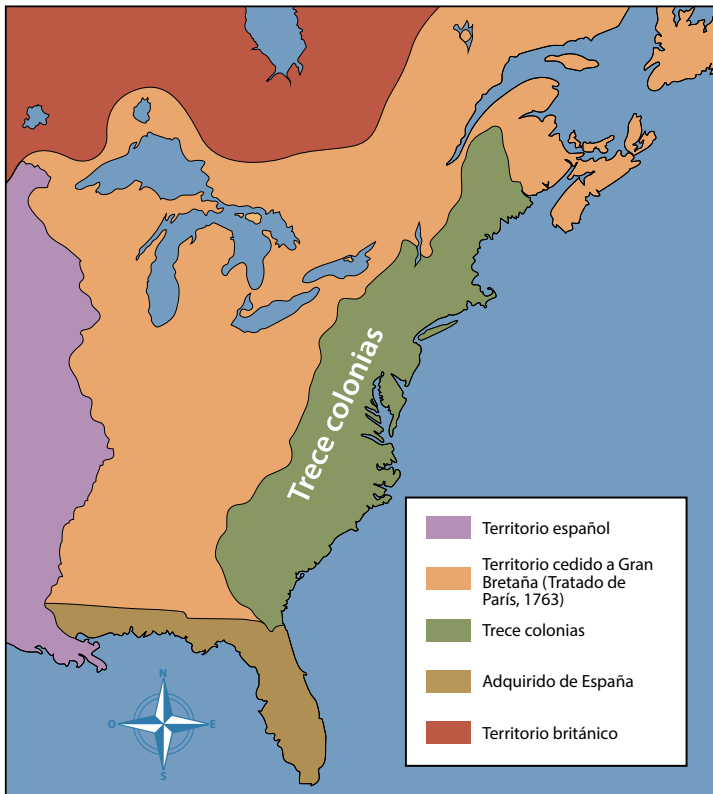 Trece colonias
Territorio español
Territorio cedido a Gran
Bretaña (Tratado de
París, 1763)
Trece colonias
Adquirido de España
Territorio británico
N
O
E
S